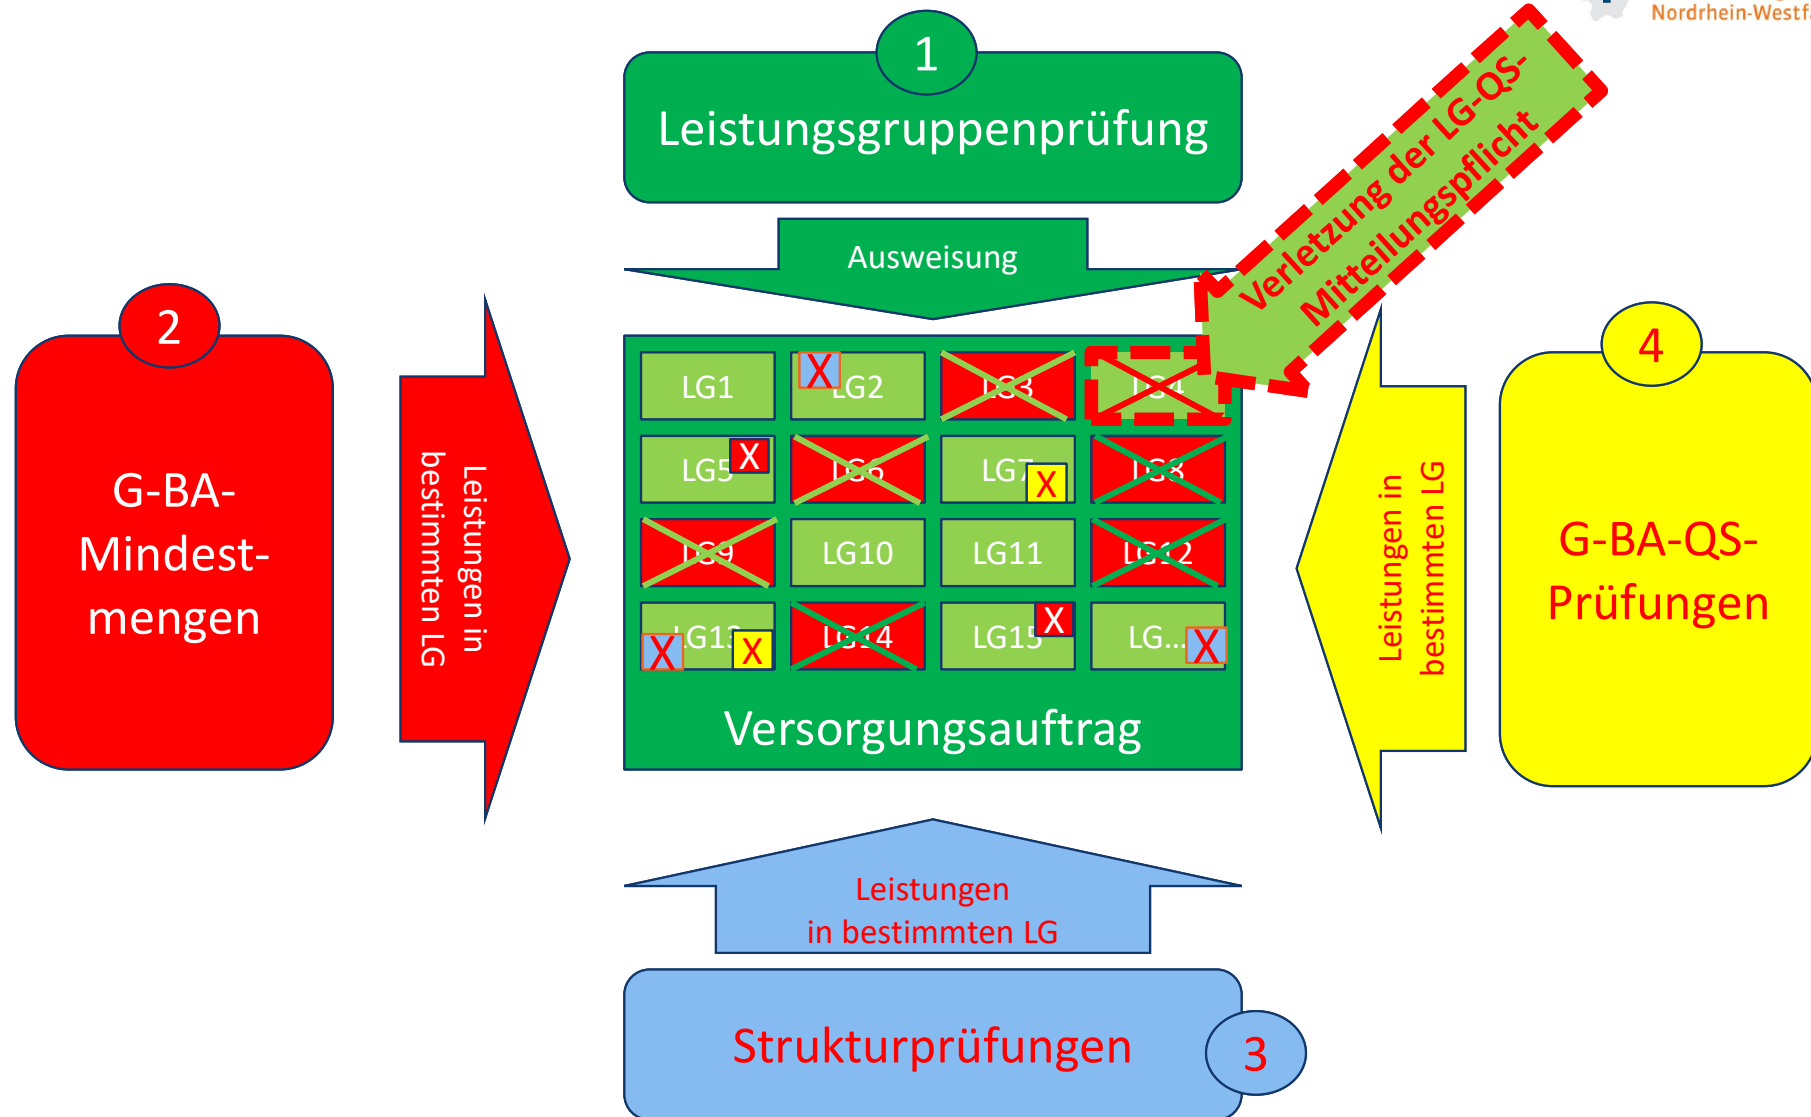 Nordrhein-Westf
1
Leistungsgruppenprüfung
Ausweisung
Verletzung der LG-QS-
Mitteilungspflicht
2
G-BA-
Mindest-
mengen
Leistungen in
bestimmten LG
LG1
X
LG2
LG3
LG4
LG5
X
LG6
LG7
X
LG8
LG9
LG10
LG11
LG12
X
LG13
X
LG14
LG15
X
LG...
X
Versorgungsauftrag
Leistungen in
bestimmten LG
4
G-BA-QS-
Prüfungen
Leistungen
in bestimmten LG
Strukturprüfungen
3